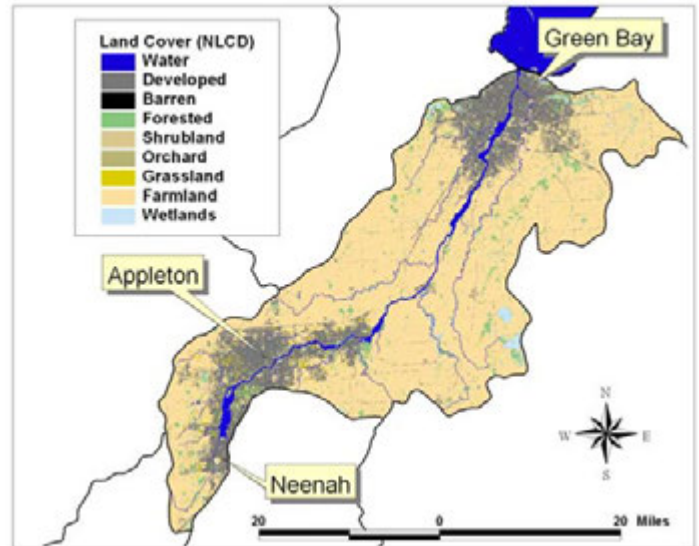 Land Cover (NLCD)
Water
Developed
Barren
Forested
Shrubland
Orchard
Grassland
Farmland
Wetlands
Green Bay
Appleton
Neenah
N
W E
S
20 0 20 Miles